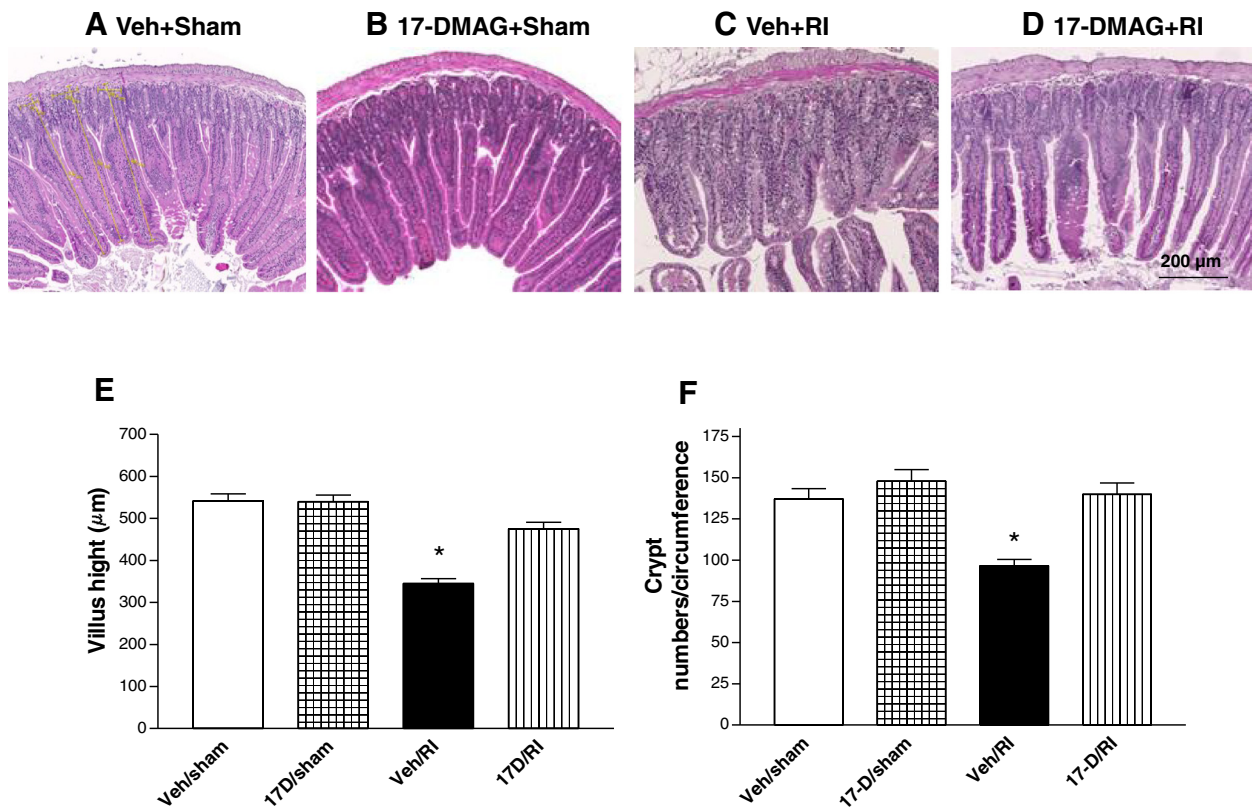 A Veh+Sham
B 17-DMAG+Sham
C Veh+RI
D 17-DMAG+RI
200 µm
E
Villus hight (µm)
700
600
500
400
300
200
100
0
*
Veh/sham
17D/sham
Veh/RI
17D/RI
F
Crypt
numbers/circumference
175
150
125
100
75
50
25
0
*
Veh/sham
17-D/sham
Veh/RI
17-D/RI